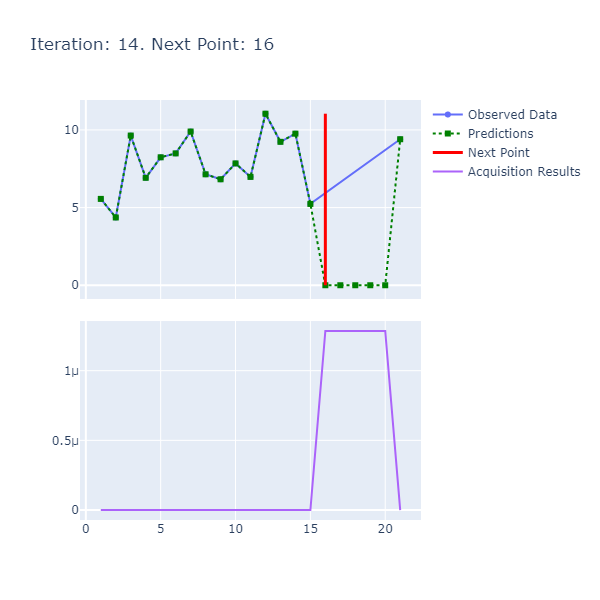 Iteration: 14. Next Point: 16
Observed Data
Predictions
Next Point
Acquisition Results
10
5
0
1μ
0.5μ
0
0 5 10 15 20